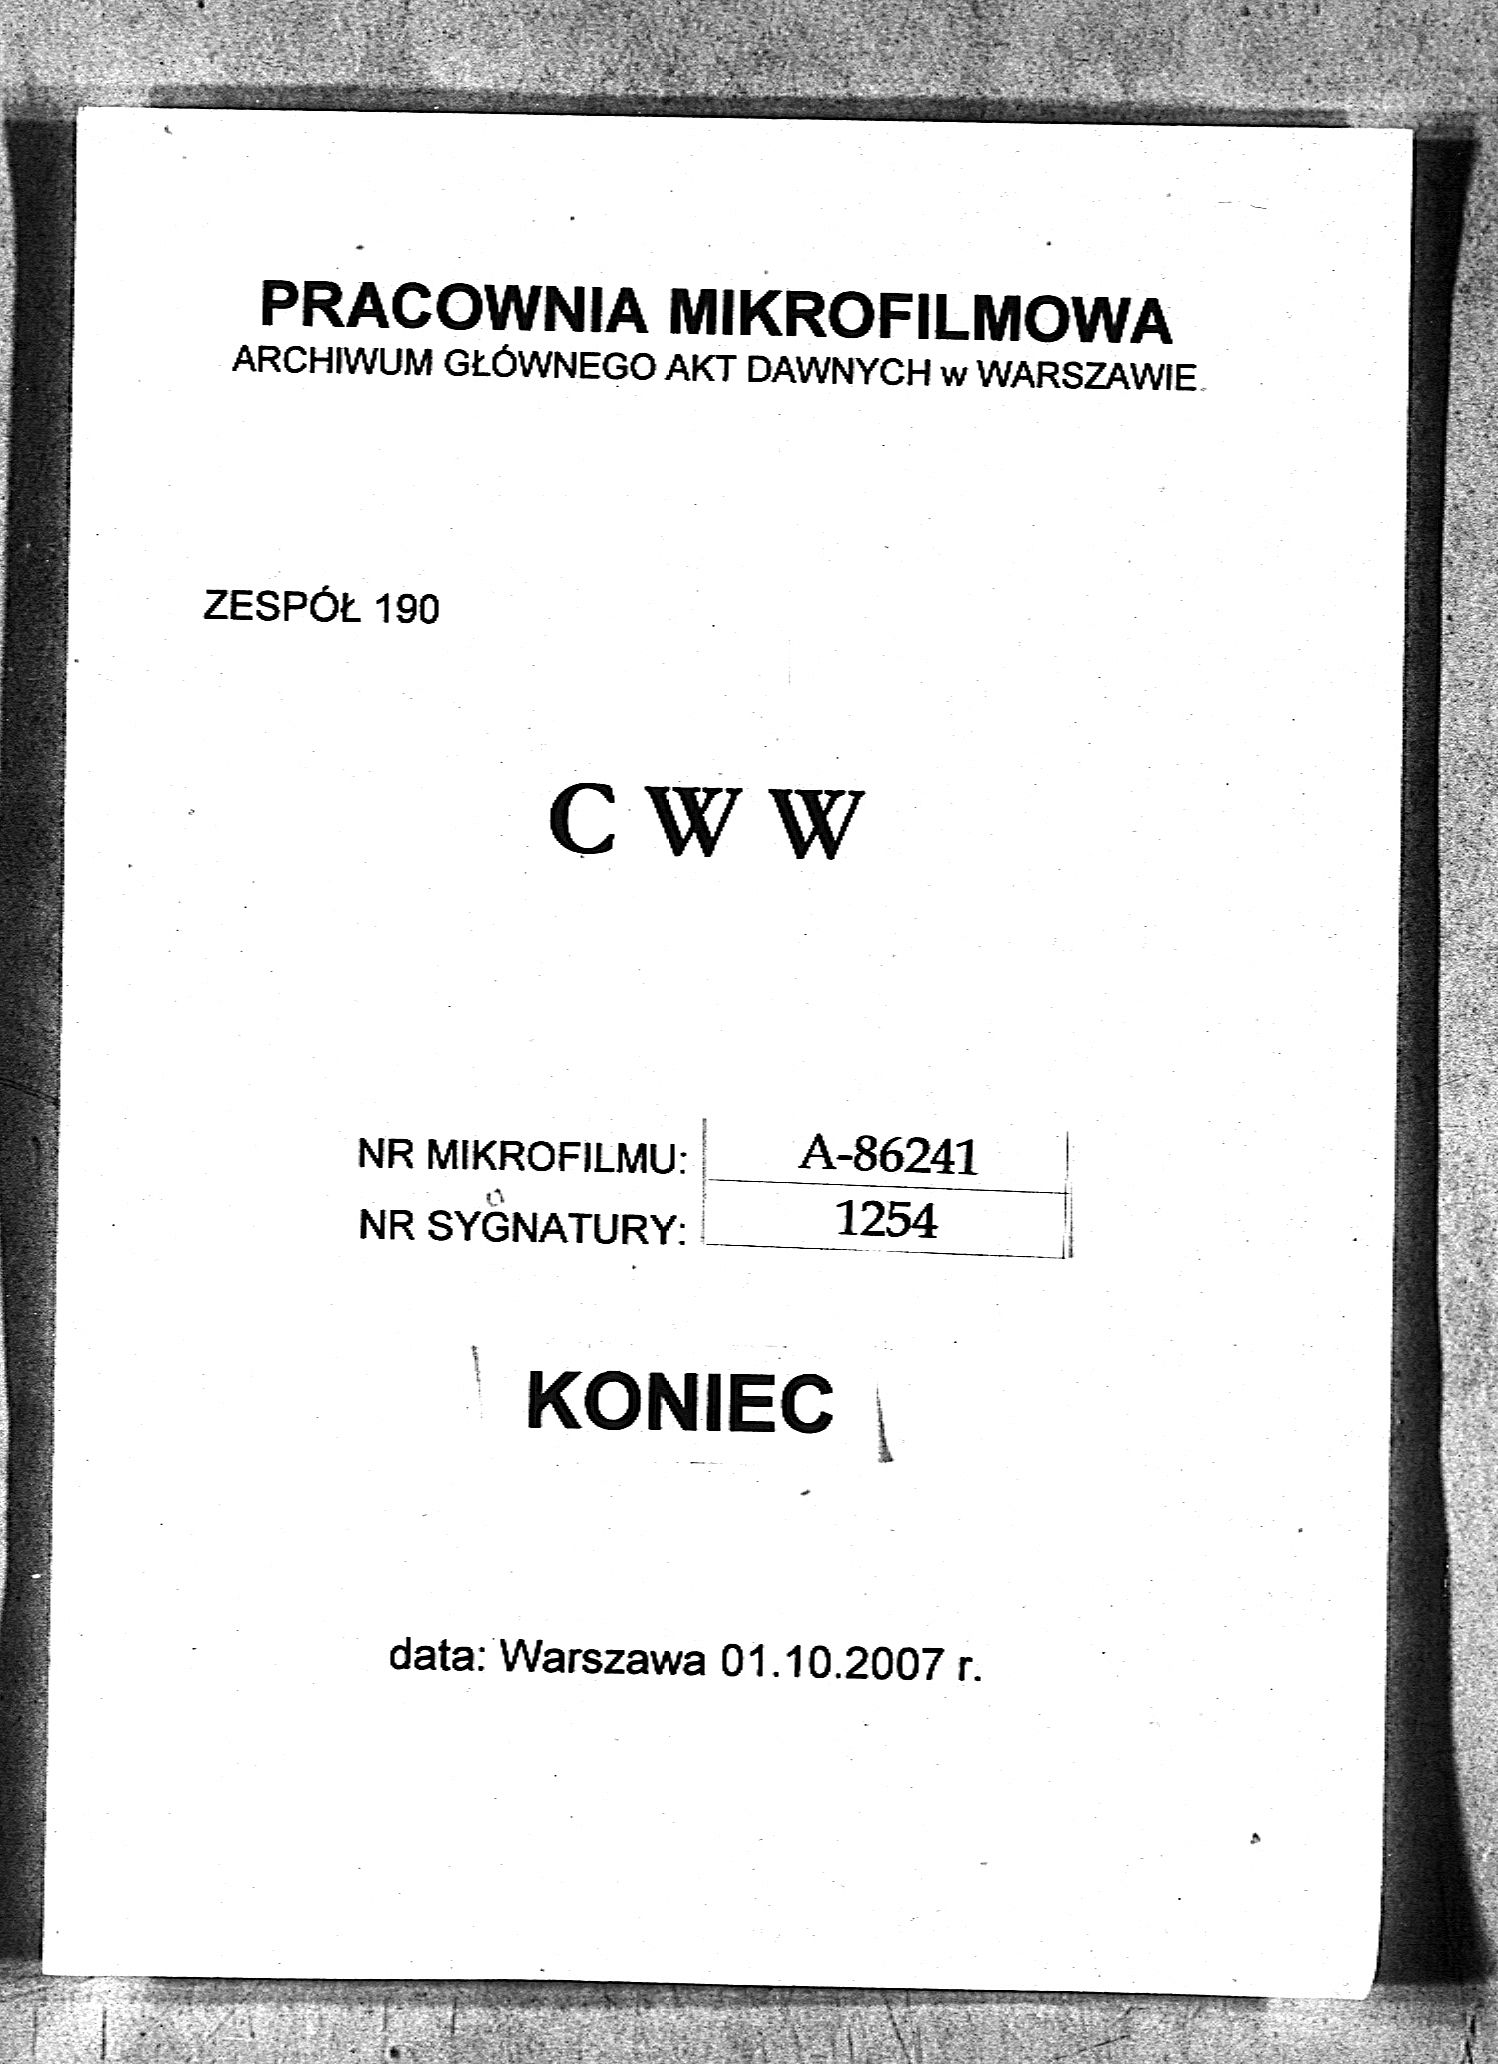 PRACOWNIA MIKROFILMOWA
ARCHIWUM GŁÓWNEGO AKT DAWNYCH w WARSZAWIE
ZESPÓŁ 190
C W W
NR MIKROFILMU: A-86241
NR SYGNATURY: 1254
KONIEC
data: Warszawa 01.10.2007 r.